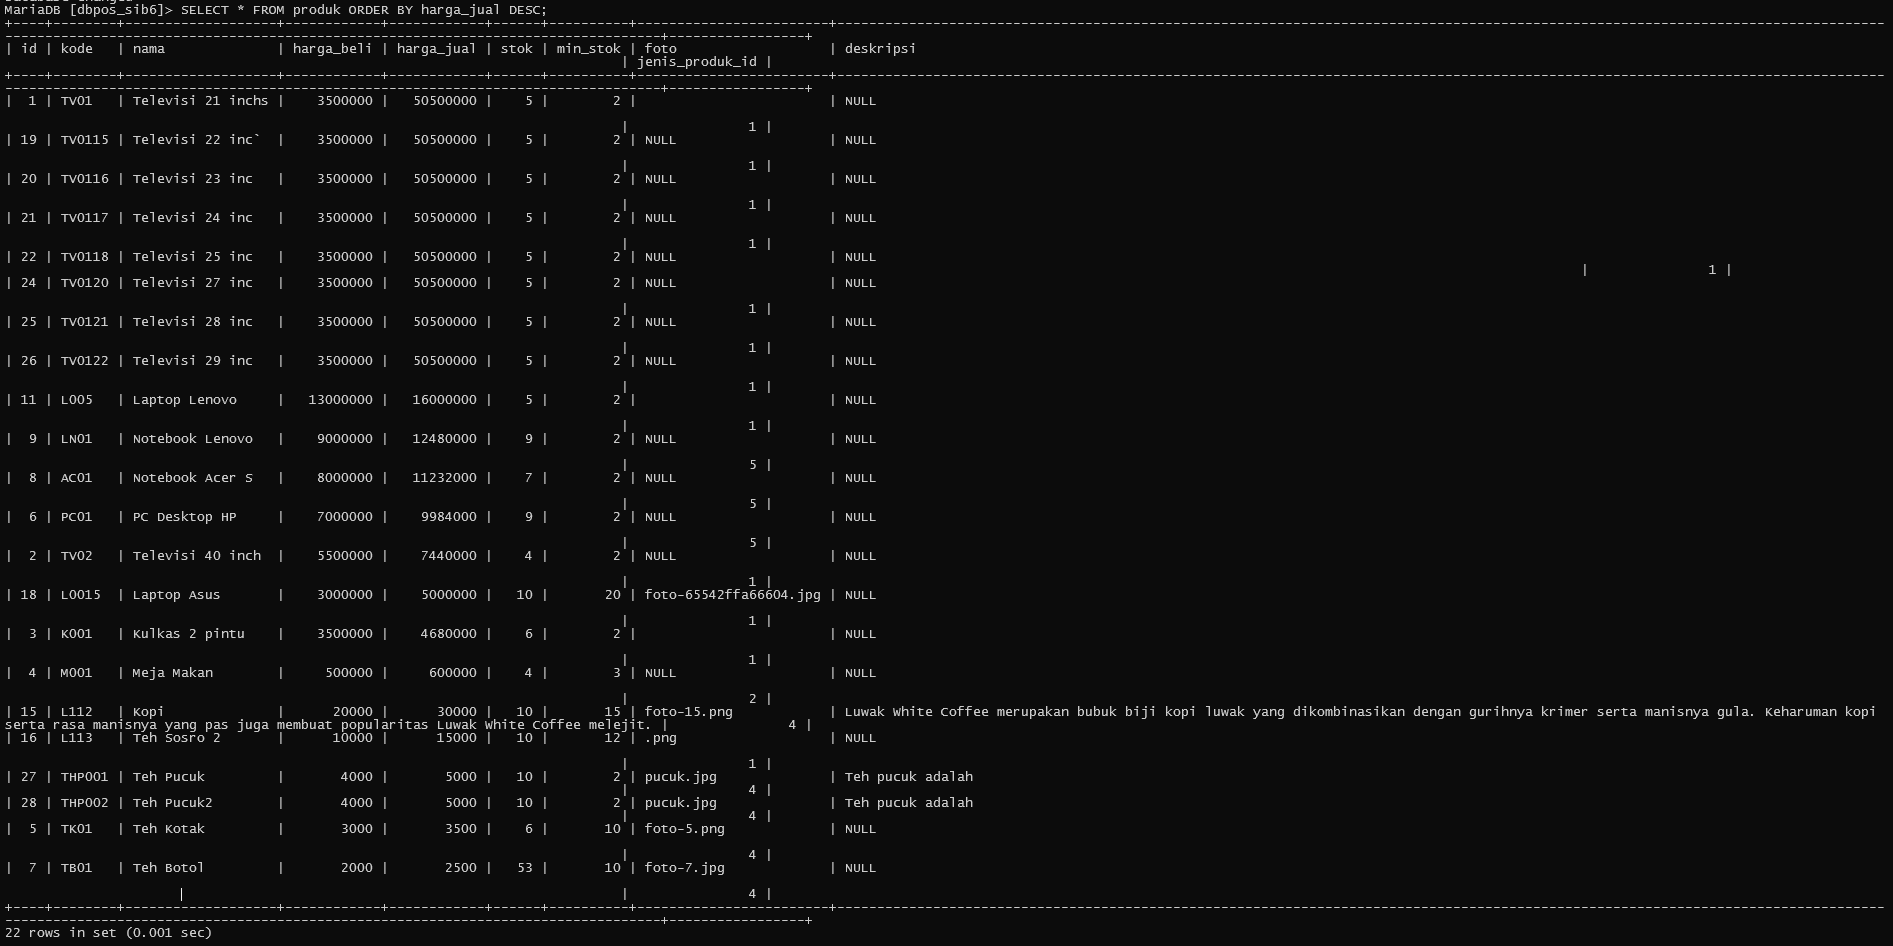 MariaDB [dbpos_sib6]> SELECT * FROM produk ORDER BY harga_jual DESC;
+----+--------+------------------+------------+------------+------+----------+------------------------+----------
----------+-----------------+
| id | kode | nama | harga_beli | harga_jual | stok | min_stok | foto | deskripsi
| jenis_produk_id |
+----+--------+------------------+------------+------------+------+----------+------------------------+----------
----------+-----------------+
| 1 | TV01 | Televisi 21 inchs | 3500000 | 50500000 | 5 | 2 | | NULL
| 1 |
| 19 | TV0115 | Televisi 22 inc` | 3500000 | 50500000 | 5 | 2 | NULL | NULL
| 1 |
| 20 | TV0116 | Televisi 23 inc | 3500000 | 50500000 | 5 | 2 | NULL | NULL
| 1 |
| 21 | TV0117 | Televisi 24 inc | 3500000 | 50500000 | 5 | 2 | NULL | NULL
| 1 |
| 22 | TV0118 | Televisi 25 inc | 3500000 | 50500000 | 5 | 2 | NULL | NULL
| 1 |
| 24 | TV0120 | Televisi 27 inc | 3500000 | 50500000 | 5 | 2 | NULL | NULL
| 1 |
| 25 | TV0121 | Televisi 28 inc | 3500000 | 50500000 | 5 | 2 | NULL | NULL
| 1 |
| 26 | TV0122 | Televisi 29 inc | 3500000 | 50500000 | 5 | 2 | NULL | NULL
| 1 |
| 11 | L005 | Laptop Lenovo | 13000000 | 16000000 | 5 | 2 | | NULL
| 1 |
| 9 | LN01 | Notebook Lenovo | 9000000 | 12480000 | 9 | 2 | NULL | NULL
| 5 |
| 8 | AC01 | Notebook Acer S | 8000000 | 11232000 | 7 | 2 | NULL | NULL
| 5 |
| 6 | PC01 | PC Desktop HP | 7000000 | 9984000 | 9 | 2 | NULL | NULL
| 5 |
| 2 | TV02 | Televisi 40 inch | 5500000 | 7440000 | 4 | 2 | NULL | NULL
| 1 |
| 18 | L0015 | Laptop Asus | 3000000 | 5000000 | 10 | 20 | foto-65542ffa66604.jpg | NULL
| 1 |
| 3 | K001 | Kulkas 2 pintu | 3500000 | 4680000 | 6 | 2 | | NULL
| 1 |
| 4 | M001 | Meja Makan | 500000 | 600000 | 4 | 3 | NULL | NULL
| 2 |
| 15 | L112 | Kopi | 20000 | 30000 | 10 | 15 | foto-15.png | Luwak White Coffee merupakan bubuk biji kopi luwak yang dikombinasikan dengan gurihnya krimer serta manisnya gula. Keharuman kopi
serta rasa manisnya yang pas juga membuat popularitas Luwak White Coffee melejit. | 4 |
| 16 | L113 | Teh Sosro 2 | 10000 | 15000 | 10 | 12 | .png | NULL
| 1 |
| 27 | THP001 | Teh Pucuk | 4000 | 5000 | 10 | 2 | pucuk.jpg | Teh pucuk adalah
| 4 |
| 28 | THP002 | Teh Pucuk2 | 4000 | 5000 | 10 | 2 | pucuk.jpg | Teh pucuk adalah
| 4 |
| 5 | TK01 | Teh Kotak | 3000 | 3500 | 6 | 10 | foto-5.png | NULL
| 4 |
| 7 | TB01 | Teh Botol | 2000 | 2500 | 53 | 10 | foto-7.jpg | NULL
| | 4 |
+----+--------+------------------+------------+------------+------+----------+------------------------+----------
----------+-----------------+
22 rows in set (0.001 sec)